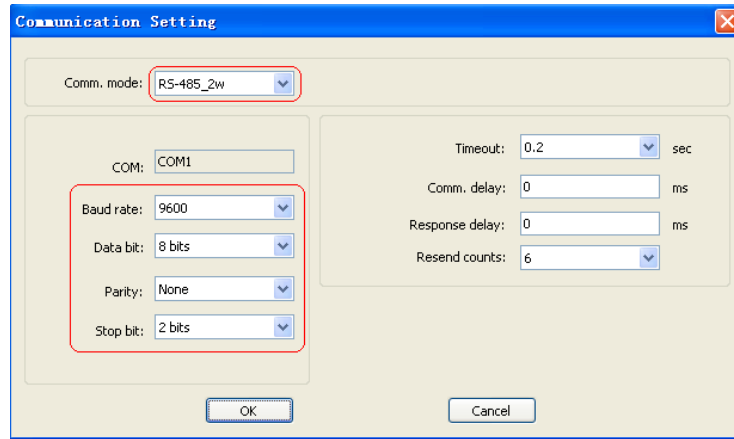 Communication Setting
Comm. mode: RS-485_2w
COM: COM1
Baud rate: 9600
Data bit: 8 bits
Parity: None
Stop bit: 2 bits
Timeout: 0.2 sec
Comm. delay: 0 ms
Response delay: 0 ms
Resend counts: 6
OK
Cancel